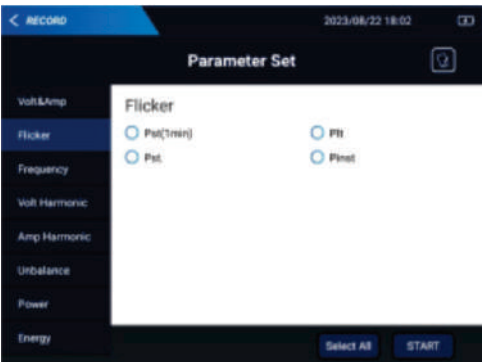 RECORD 2023/08/22 18:02
Parameter Set
Volt&Amp
Flicker
Frequency
Volt Harmonic
Amp Harmonic
Unbalance
Power
Energy
Flicker
Pst(1min) Plt
Pst Pinst
Select All START